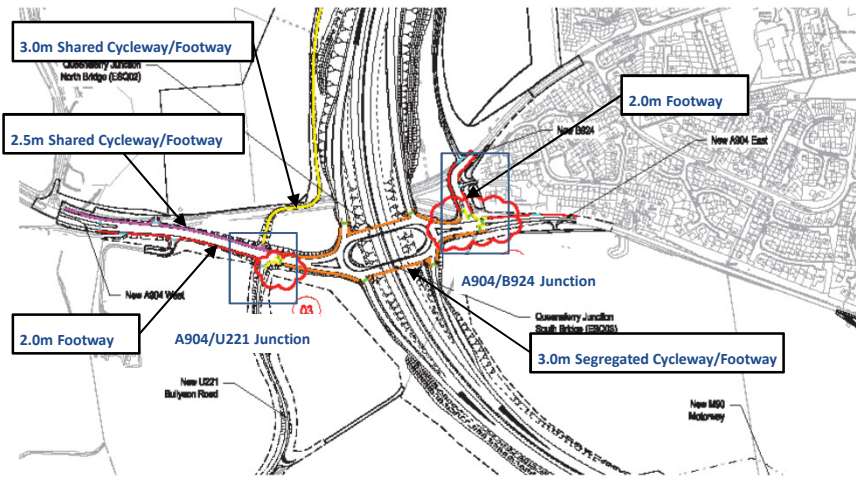 3.0m Shared Cycleway/Footway
Queensferry Junction
North Bridge (ESQ02)
2.0m Footway
2.5m Shared Cycleway/Footway
New B924
New A904 East
New A904 West
A904/B924 Junction
03
Queensferry Junction
South Bridge (ESQ03)
2.0m Footway
A904/U221 Junction
3.0m Segregated Cycleway/Footway
New U221
Builyeon Road
New M90
Motorway